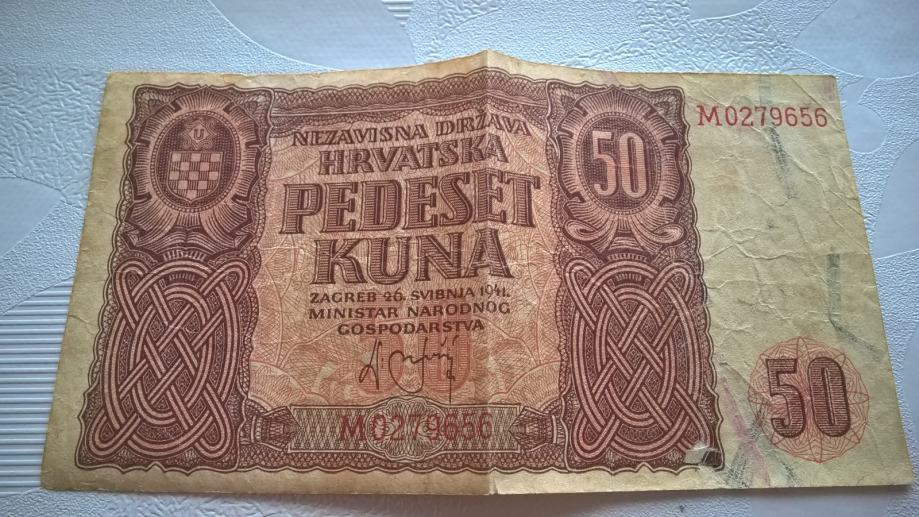 U
NEZAVISNA DRŽAVA
HRVATSKA
PEDESET
KUNA
ZAGREB 26. SVIBNJA 1941.
MINISTAR NARODNOG
GOSPODARSTVA
M0279656
50
M0279656
50